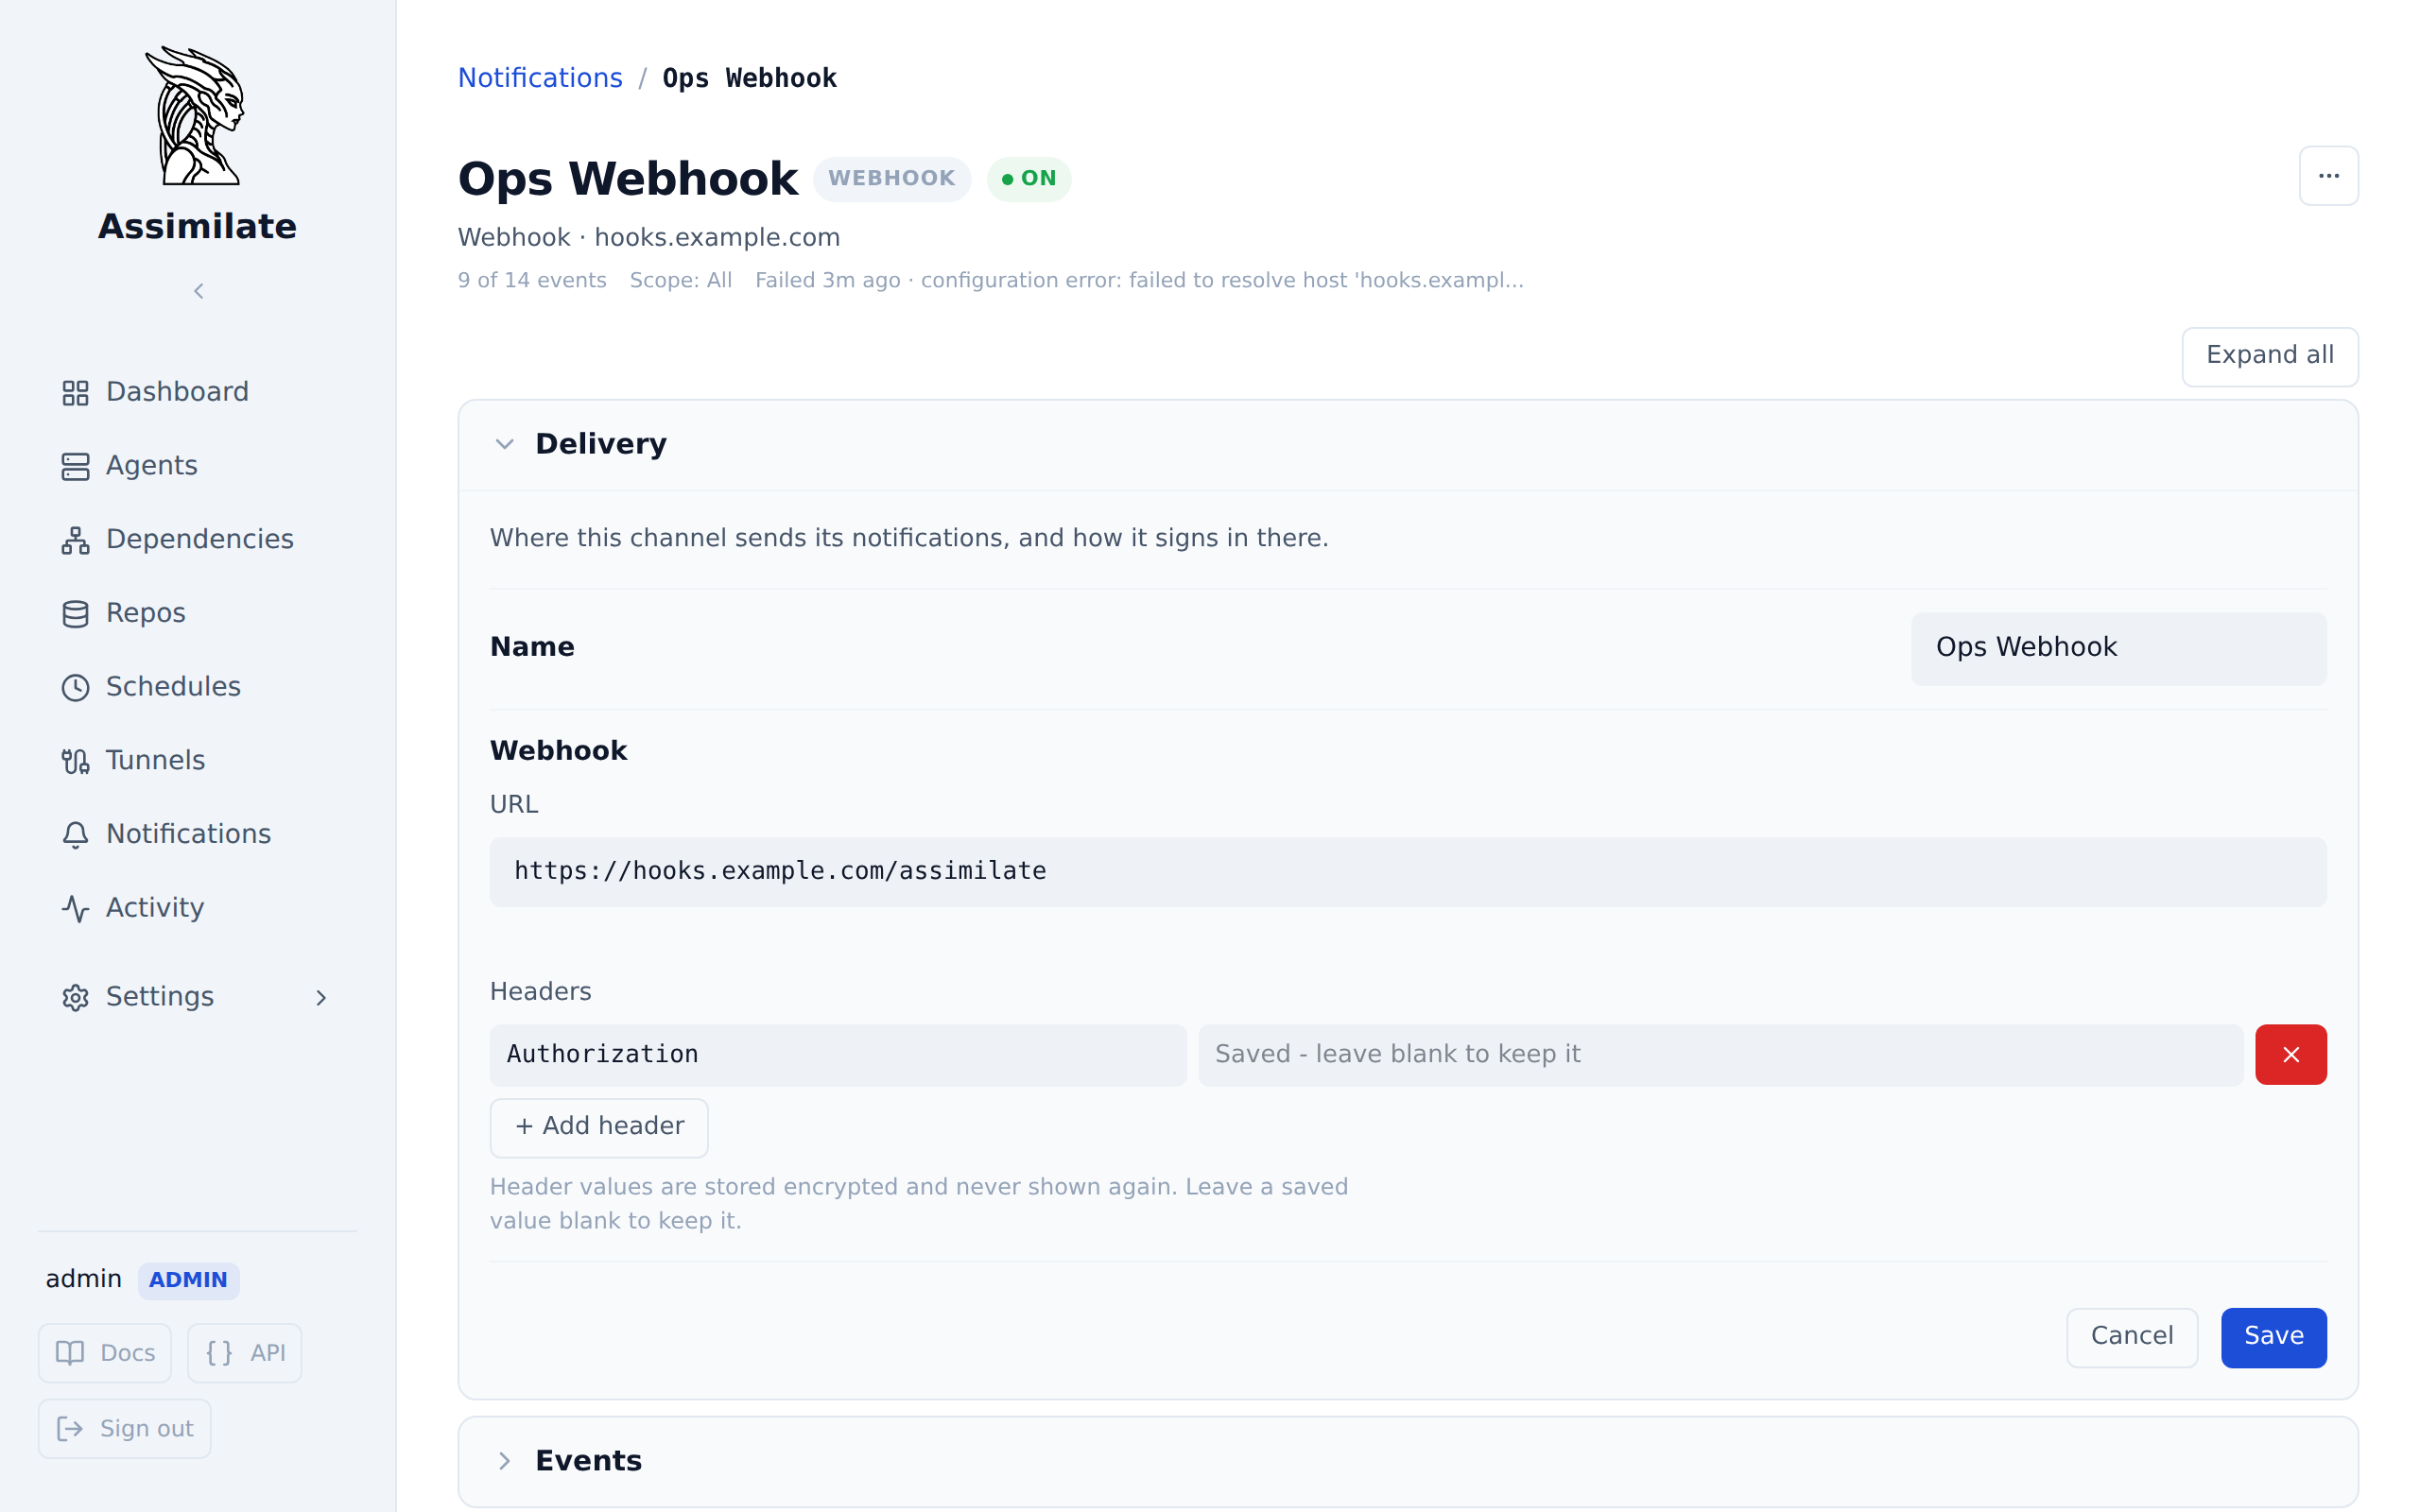 Assimilate
Dashboard
Agents
Dependencies
Repos
Schedules
Tunnels
Notifications
Activity
Settings
admin ADMIN
Docs
API
Sign out
Notifications / Ops Webhook
Ops Webhook WEBHOOK ON
...
Webhook · hooks.example.com
9 of 14 events Scope: All Failed 3m ago · configuration error: failed to resolve host 'hooks.exampl...
Expand all
Delivery
Where this channel sends its notifications, and how it signs in there.
Name
Ops Webhook
Webhook
URL
https://hooks.example.com/assimilate
Headers
Authorization
Saved - leave blank to keep it
+ Add header
Header values are stored encrypted and never shown again. Leave a saved
value blank to keep it.
Cancel
Save
Events